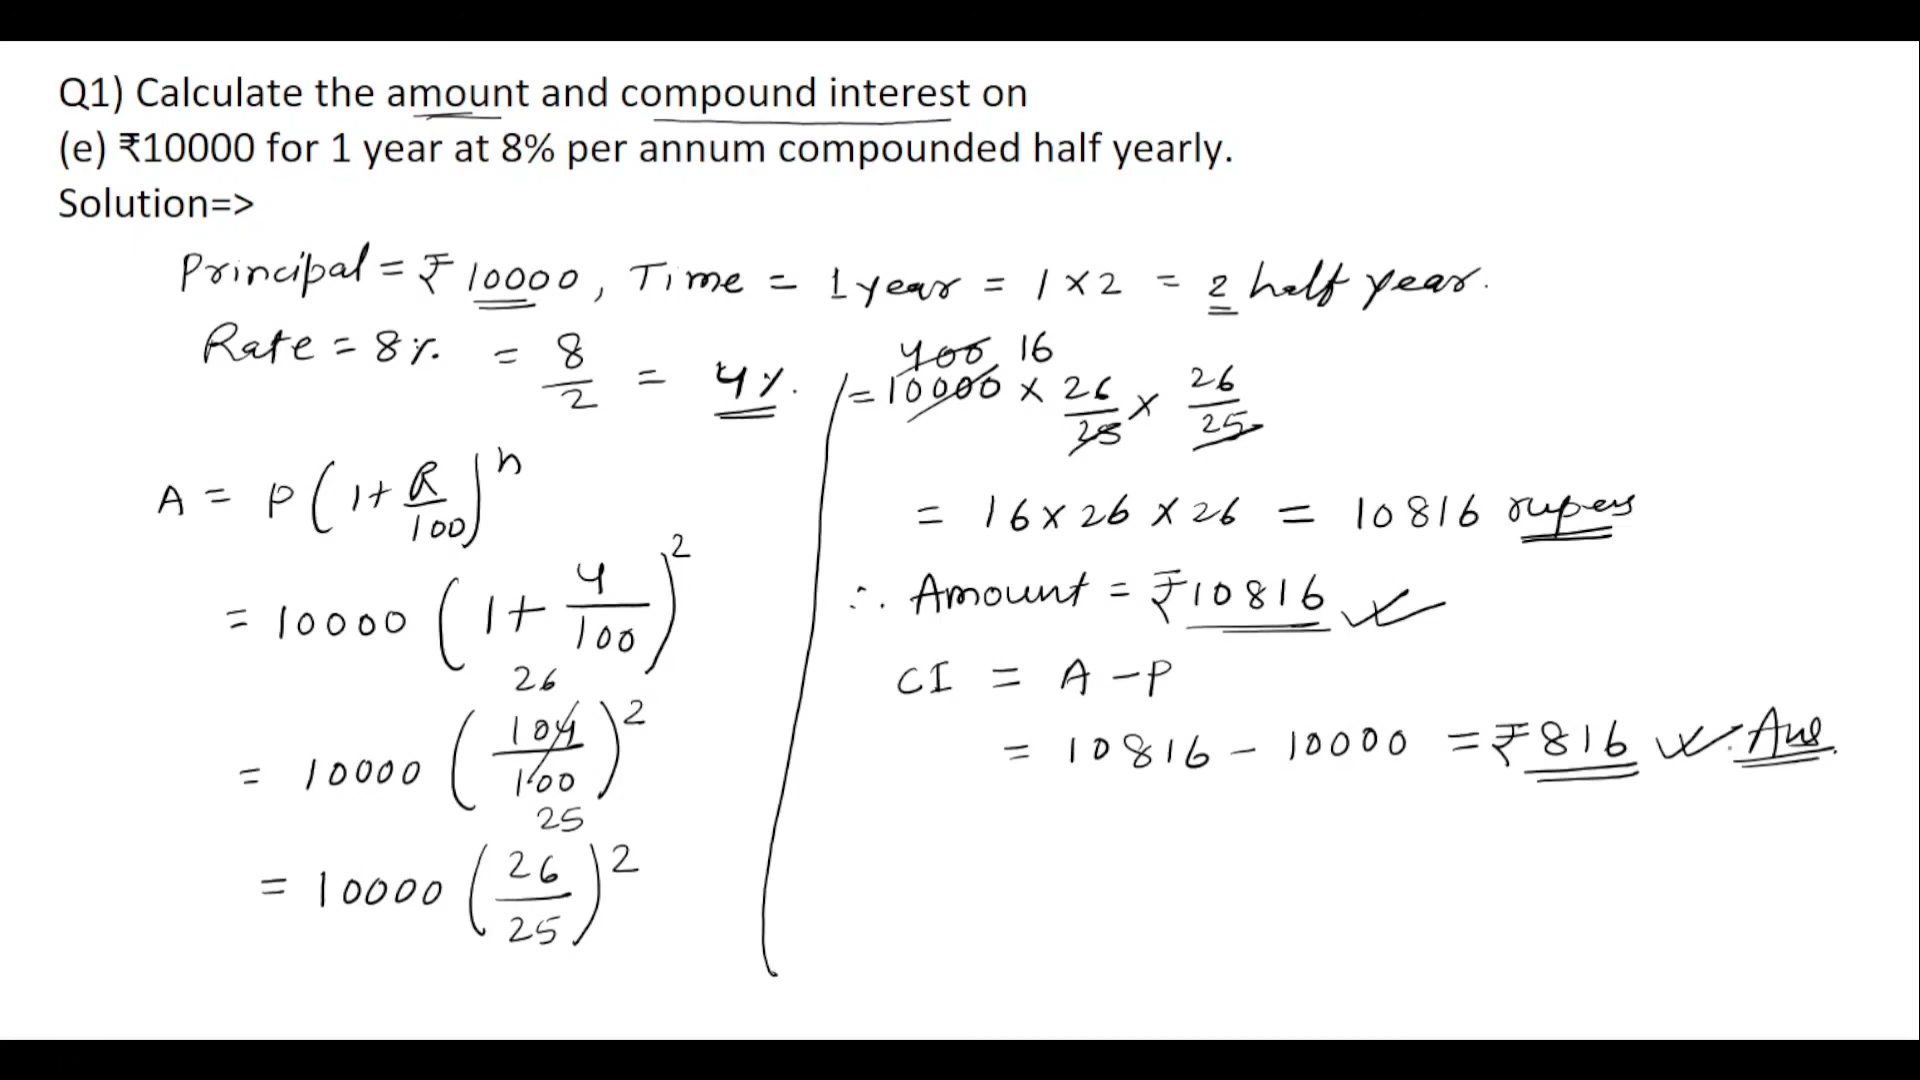 Q1) Calculate the amount and compound interest on
(e) ₹10000 for 1 year at 8% per annum compounded half yearly.
Solution=>
Principal = ₹ 10000, Time = 1 year = 1 × 2 = 2 half year.
Rate = 8% = 8/2 = 4%.
A = P (1 + R/100)^n
= 10000 (1 + 4/100)^2
26
= 10000 (104/100)^2
25
= 10000 (26/25)^2
400 16
= 10000 × 26/25 × 26/25
= 16 × 26 × 26 = 10816 rupees
∴ Amount = ₹10816 ✓
CI = A - P
= 10816 - 10000 = ₹816 ✓ Ans.